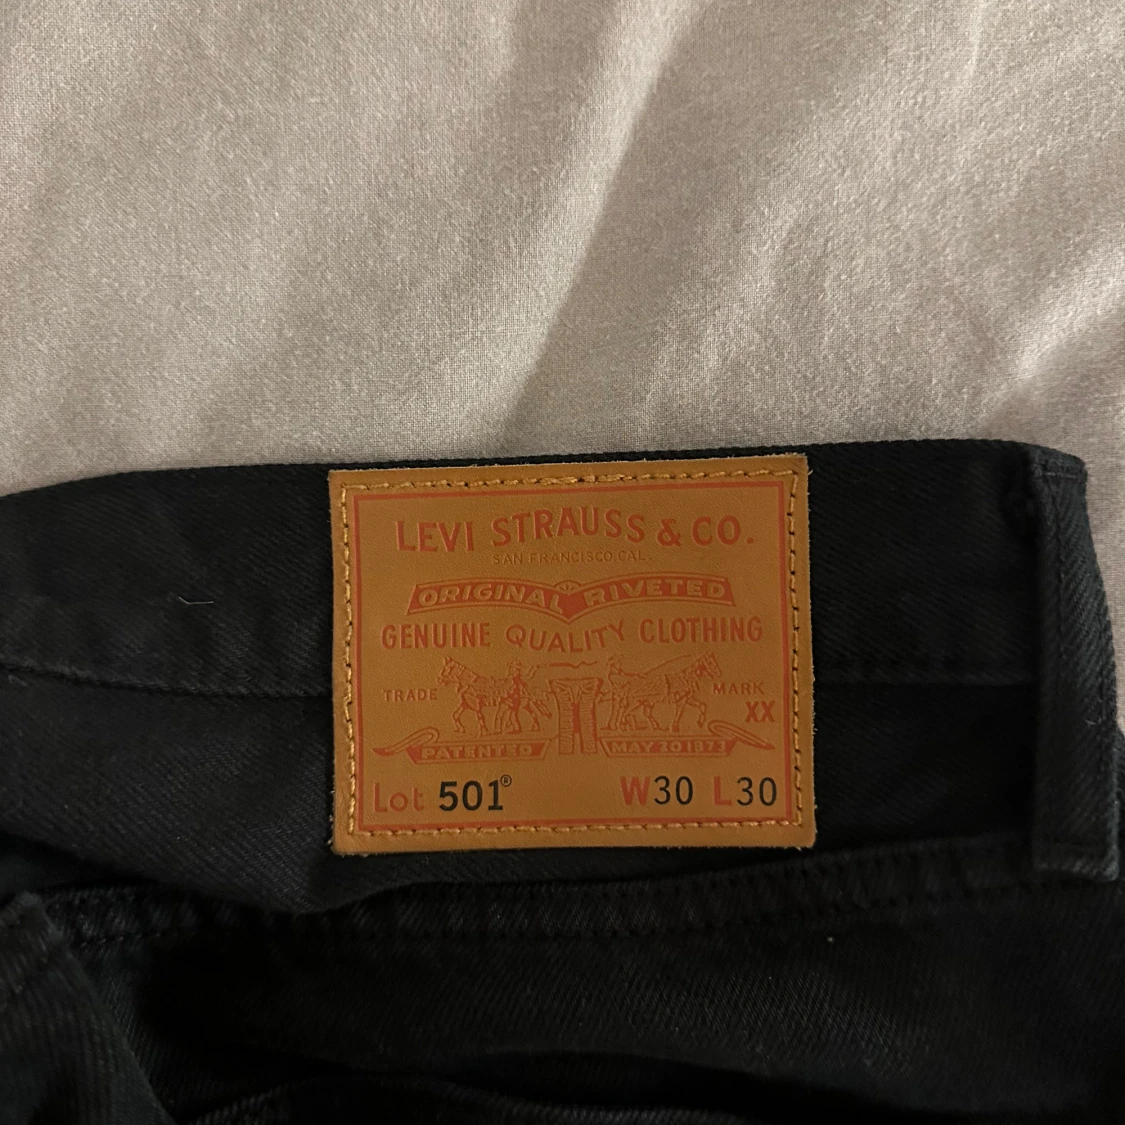 LEVI STRAUSS & CO.
SAN FRANCISCO CAL.
ORIGINAL RIVETED
GENUINE QUALITY CLOTHING
TRADE MARK
XX
PATENTED MAY 20 1873
Lot 501® W30 L30